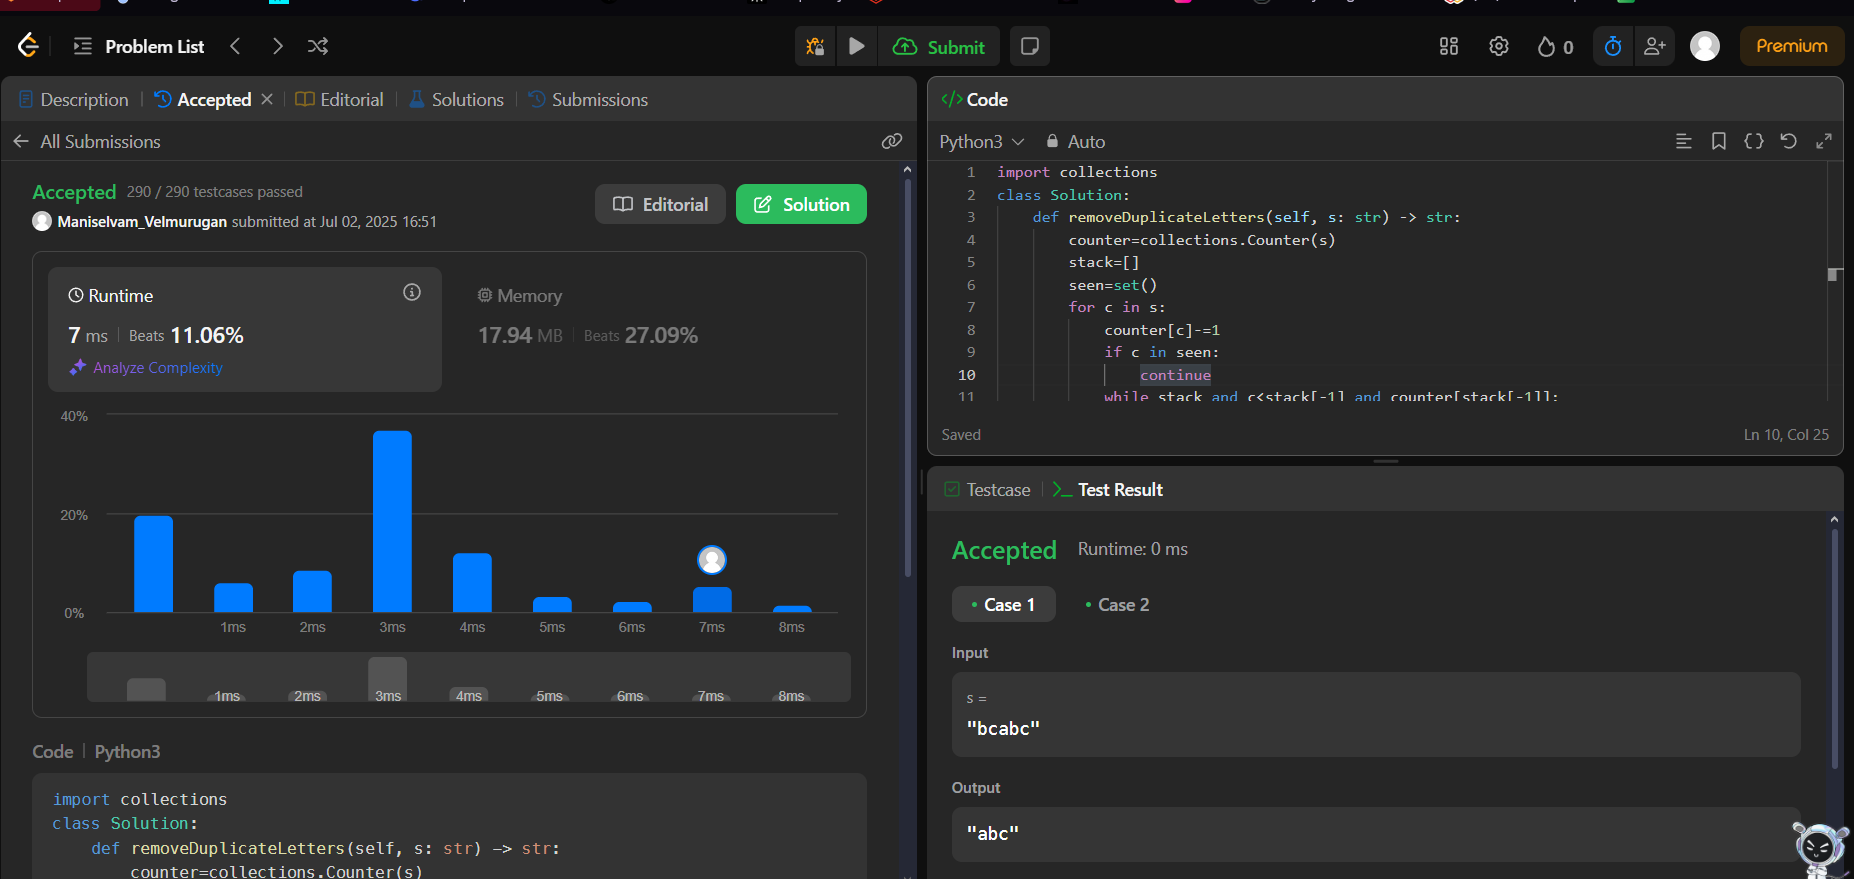 Problem List
Submit
0
Premium
Description
Accepted
Editorial
Solutions
Submissions
All Submissions
Accepted 290 / 290 testcases passed
Maniselvam_Velmurugan submitted at Jul 02, 2025 16:51
Editorial
Solution
Runtime
7 ms
Beats 11.06%
Analyze Complexity
Memory
17.94 MB
Beats 27.09%
40%
20%
0%
1ms 2ms 3ms 4ms 5ms 6ms 7ms 8ms
1ms 2ms 3ms 4ms 5ms 6ms 7ms 8ms
Code
Python3
import collections
class Solution:
def removeDuplicateLetters(self, s: str) -> str:
counter=collections.Counter(s)
</> Code
Python3
Auto
1 import collections
2 class Solution:
3 def removeDuplicateLetters(self, s: str) -> str:
4 counter=collections.Counter(s)
5 stack=[]
6 seen=set()
7 for c in s:
8 counter[c]-=1
9 if c in seen:
10 continue
11 while stack and c<stack[-1] and counter[stack[-1]]:
Saved
Ln 10, Col 25
Testcase
Test Result
Accepted
Runtime: 0 ms
Case 1
Case 2
Input
s =
"bcabc"
Output
"abc"